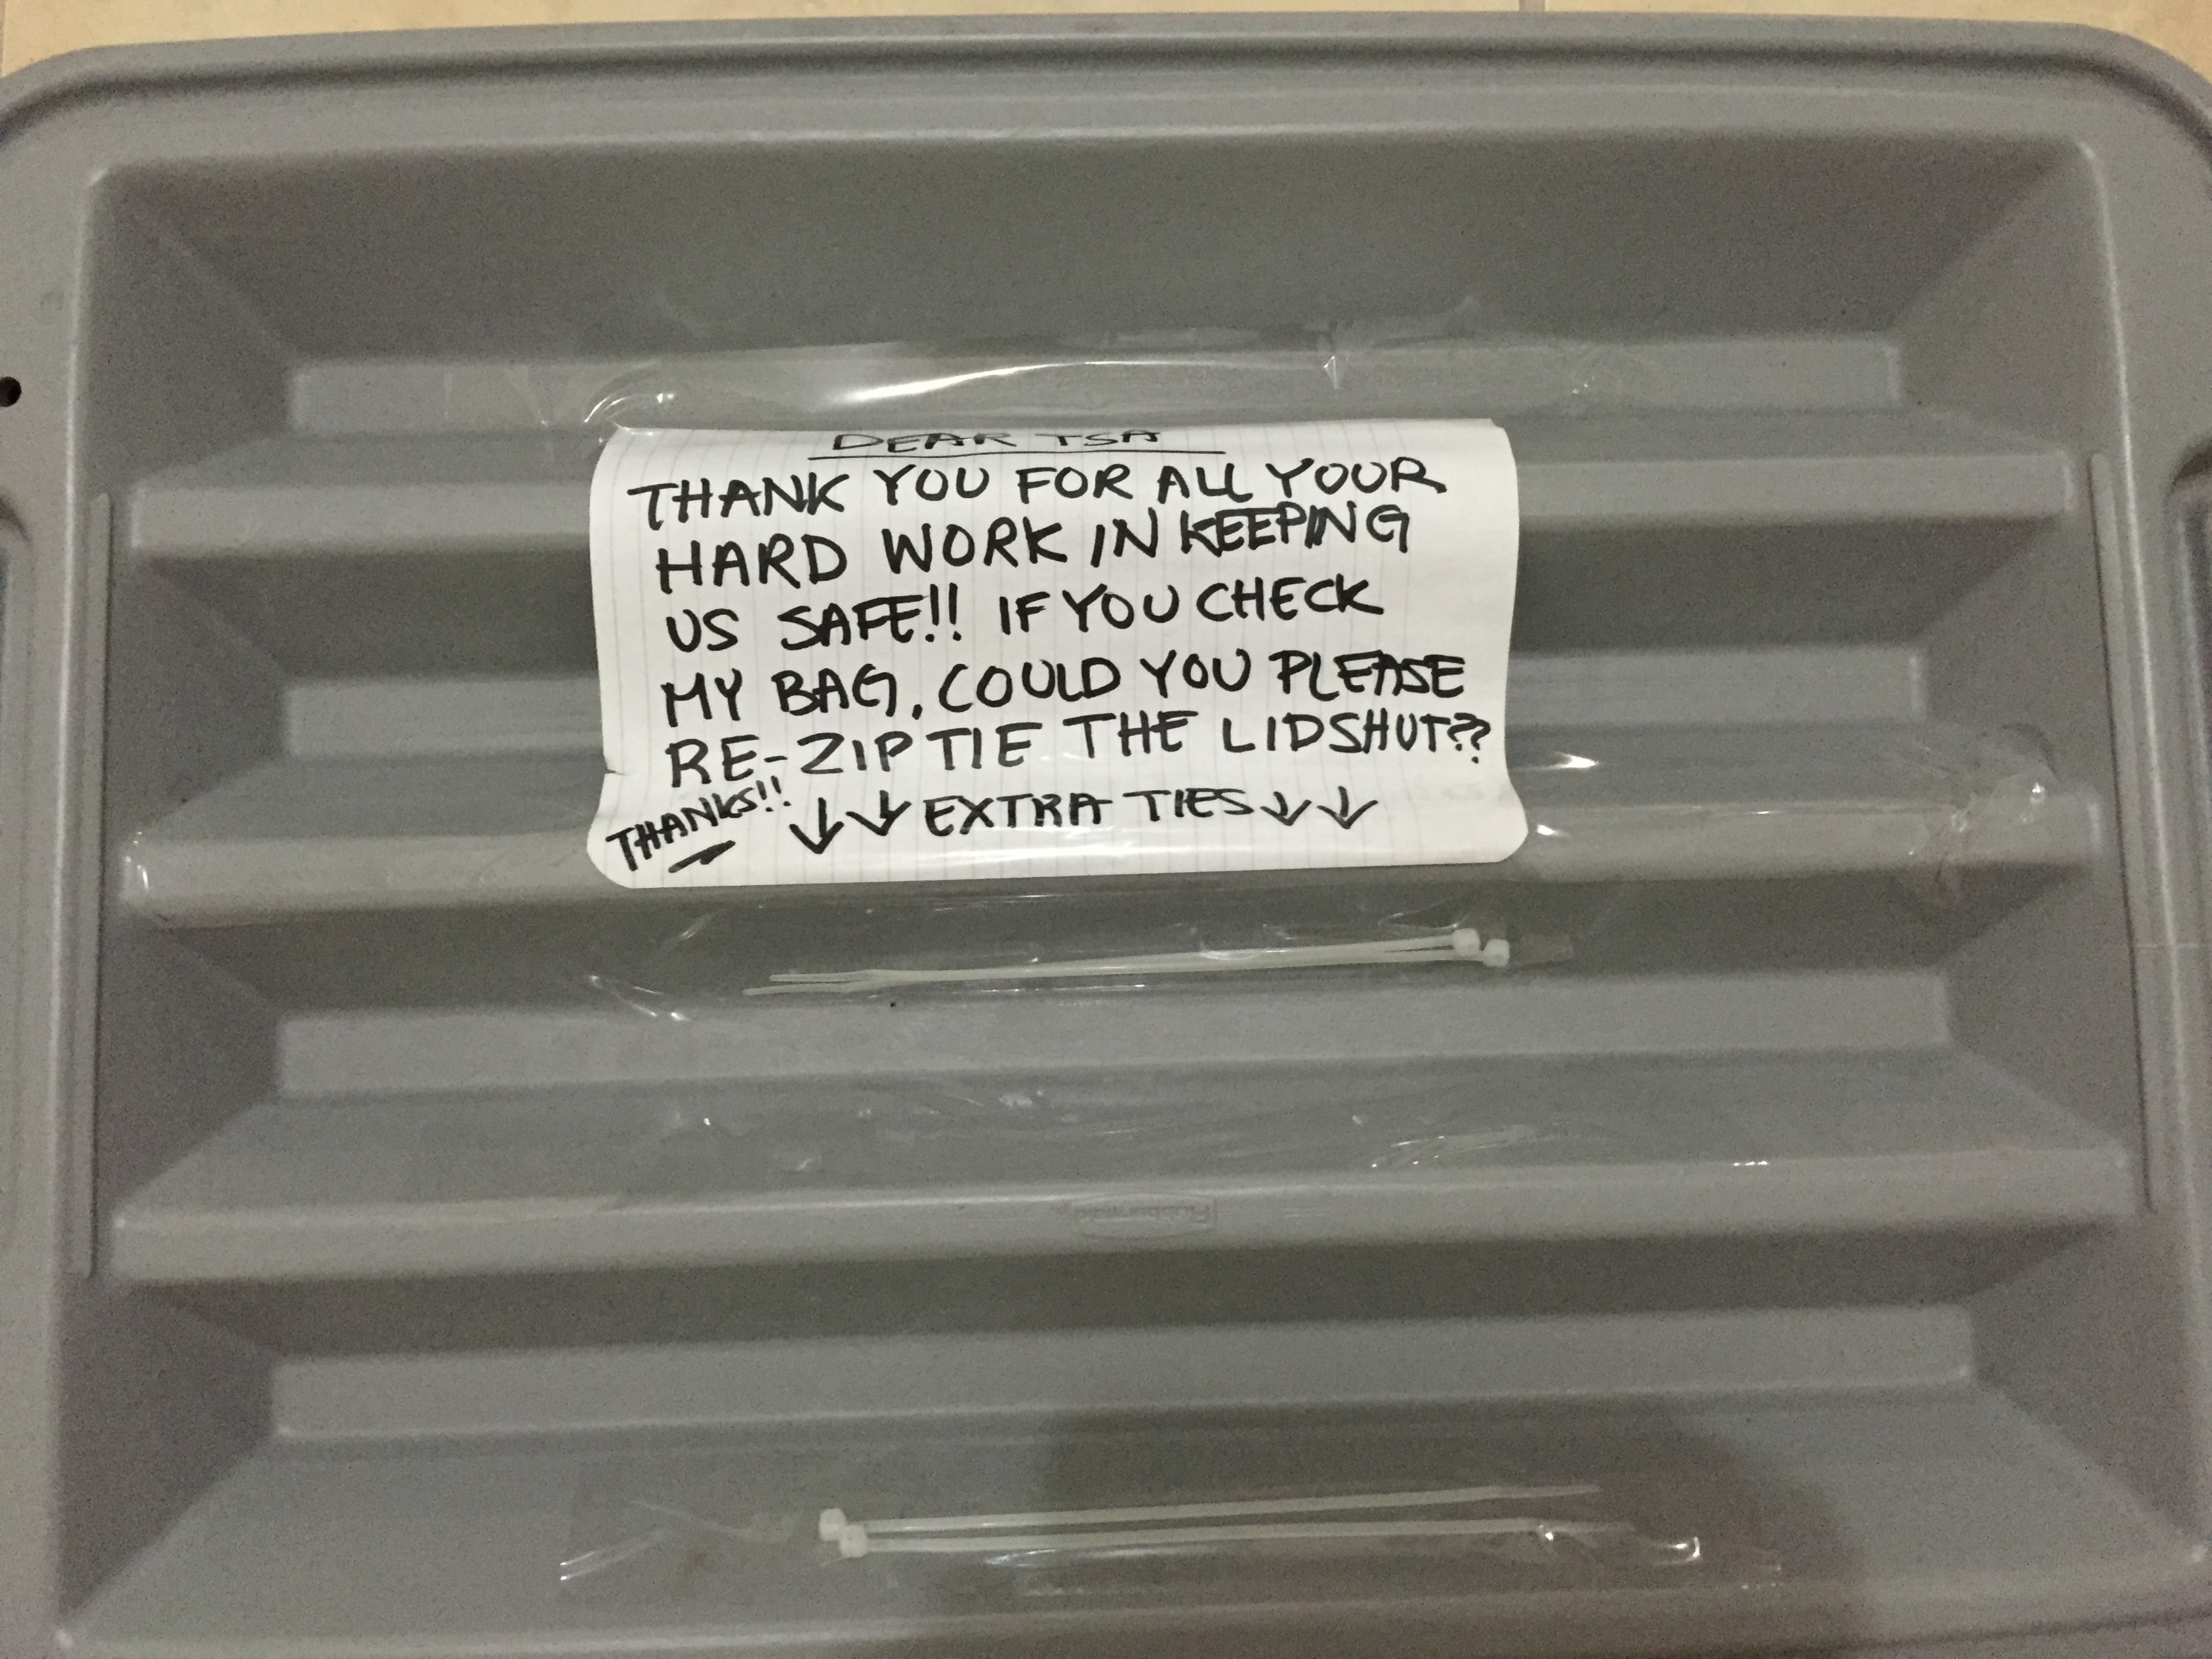 DEAR TSA
THANK YOU FOR ALL YOUR
HARD WORK IN KEEPING
US SAFE!! IF YOU CHECK
MY BAG, COULD YOU PLEASE
RE-ZIP TIE THE LID SHUT??
THANKS!! ↓↓ EXTRA TIES ↓↓
Rubbermaid